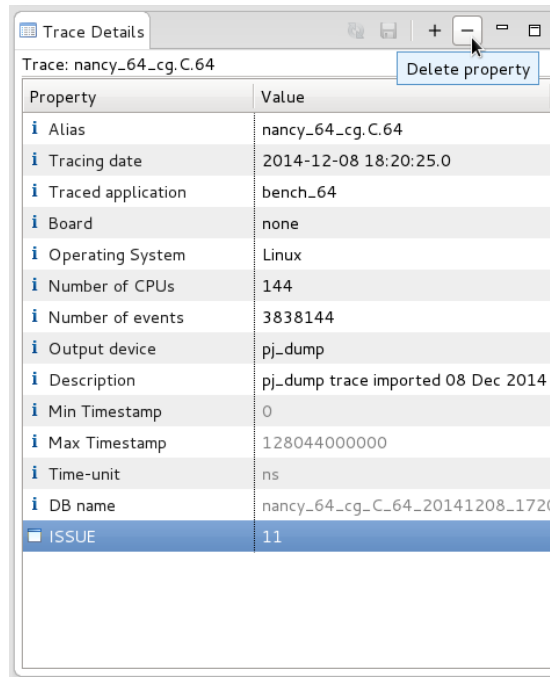 Trace Details
Trace: nancy_64_cg.C.64
Delete property
Property Value
Alias nancy_64_cg.C.64
Tracing date 2014-12-08 18:20:25.0
Traced application bench_64
Board none
Operating System Linux
Number of CPUs 144
Number of events 3838144
Output device pj_dump
Description pj_dump trace imported 08 Dec 2014
Min Timestamp 0
Max Timestamp 128044000000
Time-unit ns
DB name nancy_64_cg_C_64_20141208_172
ISSUE 11